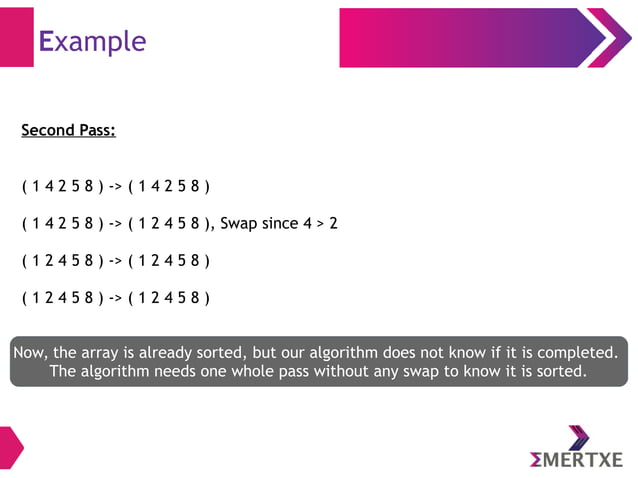 Example
Second Pass:
( 1 4 2 5 8 ) -> ( 1 4 2 5 8 )
( 1 4 2 5 8 ) -> ( 1 2 4 5 8 ), Swap since 4 > 2
( 1 2 4 5 8 ) -> ( 1 2 4 5 8 )
( 1 2 4 5 8 ) -> ( 1 2 4 5 8 )
Now, the array is already sorted, but our algorithm does not know if it is completed.
The algorithm needs one whole pass without any swap to know it is sorted.
EMERTXE